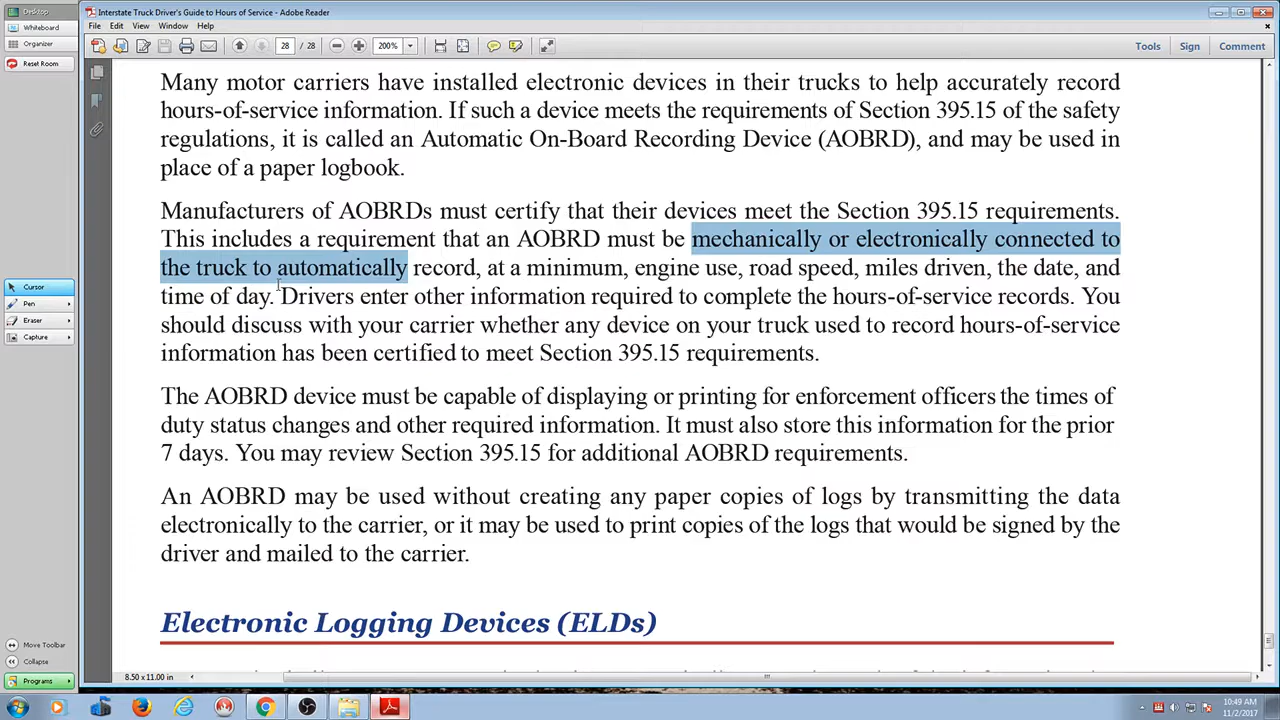 Desktop
Whiteboard
Organizer
Reset Room
Cursor
Pen
Eraser
Capture
Move Toolbar
Collapse
Programs
Interstate Truck Driver's Guide to Hours of Service - Adobe Reader
File Edit View Window Help
28 / 28 200% Tools Sign Comment
Many motor carriers have installed electronic devices in their trucks to help accurately record
hours-of-service information. If such a device meets the requirements of Section 395.15 of the safety
regulations, it is called an Automatic On-Board Recording Device (AOBRD), and may be used in
place of a paper logbook.
Manufacturers of AOBRDs must certify that their devices meet the Section 395.15 requirements.
This includes a requirement that an AOBRD must be mechanically or electronically connected to
the truck to automatically record, at a minimum, engine use, road speed, miles driven, the date, and
time of day. Drivers enter other information required to complete the hours-of-service records. You
should discuss with your carrier whether any device on your truck used to record hours-of-service
information has been certified to meet Section 395.15 requirements.
The AOBRD device must be capable of displaying or printing for enforcement officers the times of
duty status changes and other required information. It must also store this information for the prior
7 days. You may review Section 395.15 for additional AOBRD requirements.
An AOBRD may be used without creating any paper copies of logs by transmitting the data
electronically to the carrier, or it may be used to print copies of the logs that would be signed by the
driver and mailed to the carrier.
Electronic Logging Devices (ELDs)
8.50 x 11.00 in
10:49 AM
11/2/2017